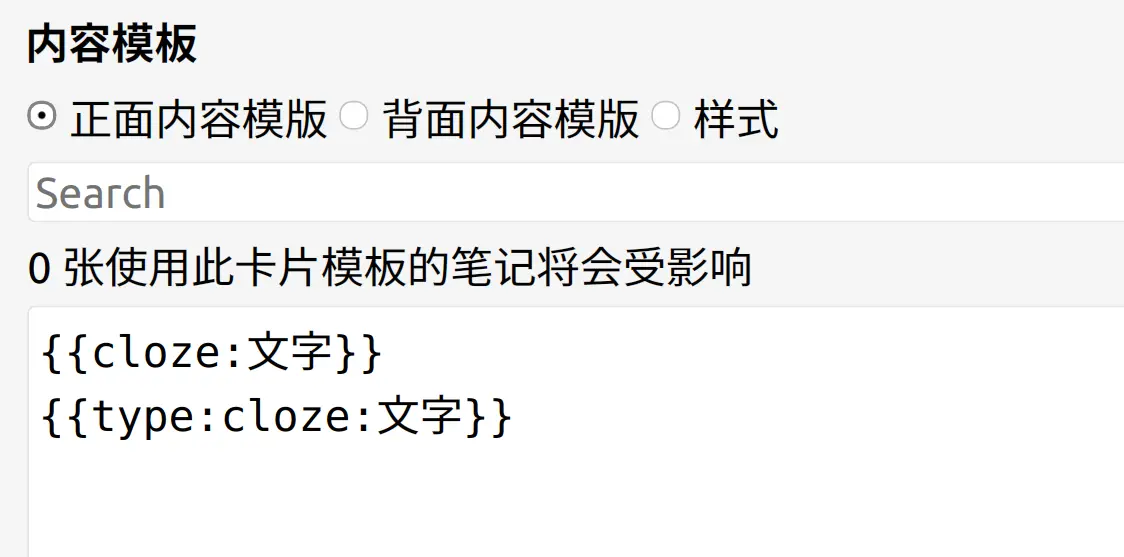 内容模板
正面内容模版 背面内容模版 样式
Search
0 张使用此卡片模板的笔记将会受影响
{{cloze:文字}}
{{type:cloze:文字}}